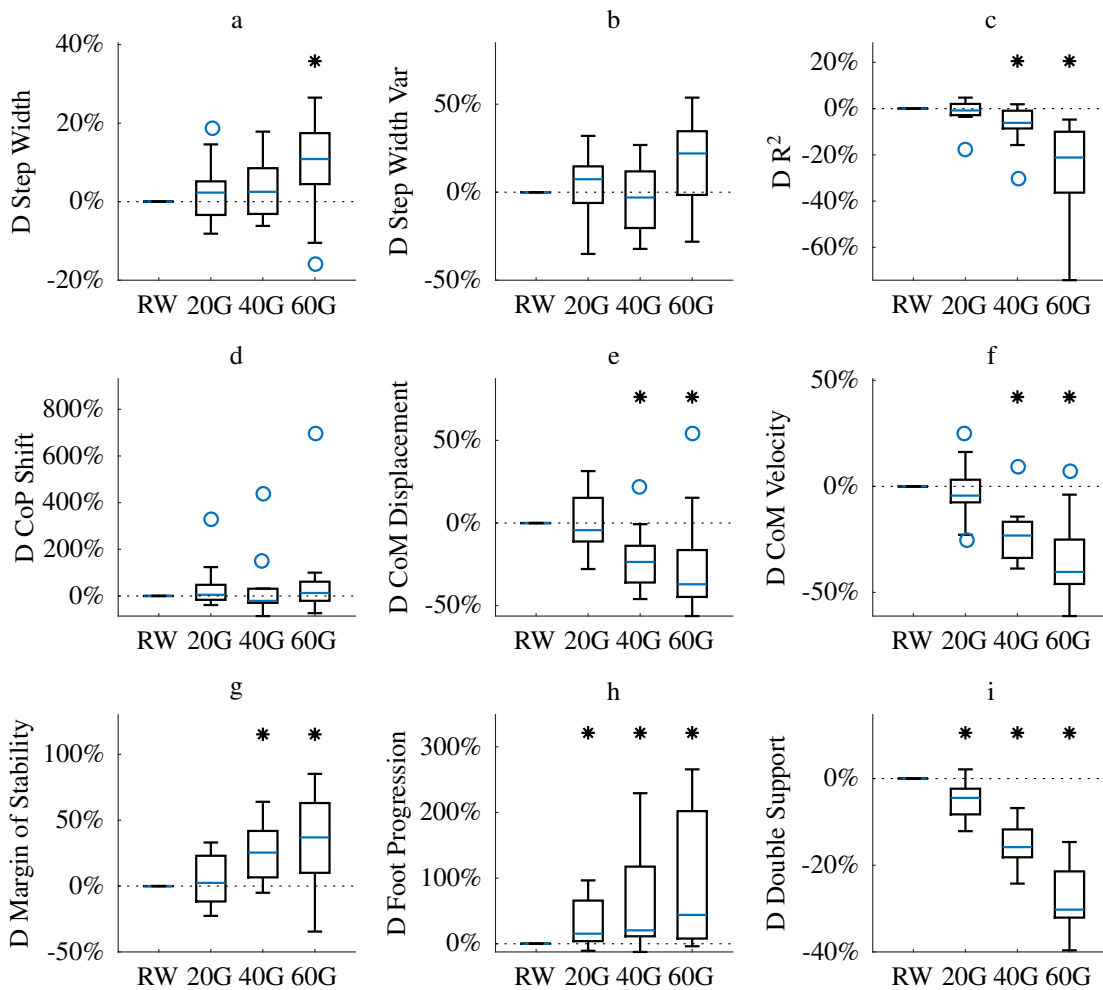 a
D Step Width
40%
20%
0%
-20%
*
RW 20G 40G 60G
b
D Step Width Var
50%
0%
-50%
RW 20G 40G 60G
c
D R²
20%
0%
-20%
-40%
-60%
* *
RW 20G 40G 60G
d
D CoP Shift
800%
600%
400%
200%
0%
RW 20G 40G 60G
e
D CoM Displacement
50%
0%
-50%
* *
RW 20G 40G 60G
f
D CoM Velocity
50%
0%
-50%
* *
RW 20G 40G 60G
g
D Margin of Stability
100%
50%
0%
-50%
* *
RW 20G 40G 60G
h
D Foot Progression
300%
200%
100%
0%
* * *
RW 20G 40G 60G
i
D Double Support
0%
-20%
-40%
* * *
RW 20G 40G 60G